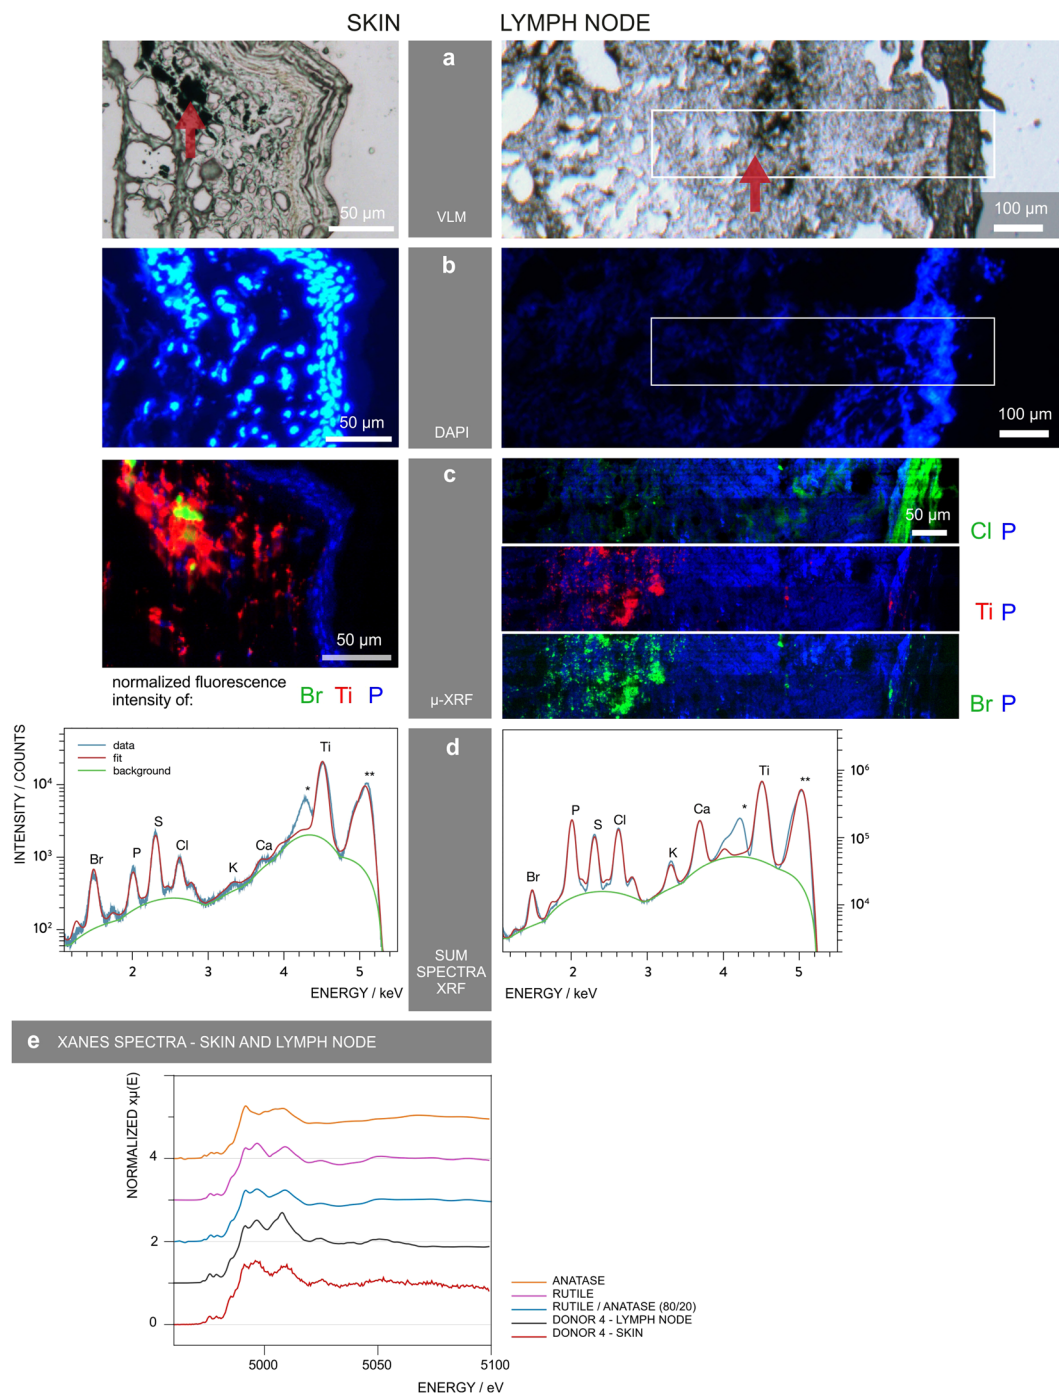 SKIN
LYMPH NODE
a
VLM
50 µm
100 µm
b
DAPI
50 µm
100 µm
c
µ-XRF
50 µm
50 µm
Cl P
Ti P
Br P
normalized fluorescence
intensity of:
Br Ti P
d
SUM
SPECTRA
XRF
INTENSITY / COUNTS
data
fit
background
10⁴
10³
10²
Br
P
S
Cl
K
Ca
*
Ti
**
2
3
4
5
ENERGY / keV
Br
P
S
Cl
K
Ca
*
Ti
**
10⁶
10⁵
10⁴
2
3
4
5
ENERGY / keV
e XANES SPECTRA - SKIN AND LYMPH NODE
NORMALIZED xµ(E)
4
2
0
5000
5050
5100
ENERGY / eV
ANATASE
RUTILE
RUTILE / ANATASE (80/20)
DONOR 4 - LYMPH NODE
DONOR 4 - SKIN